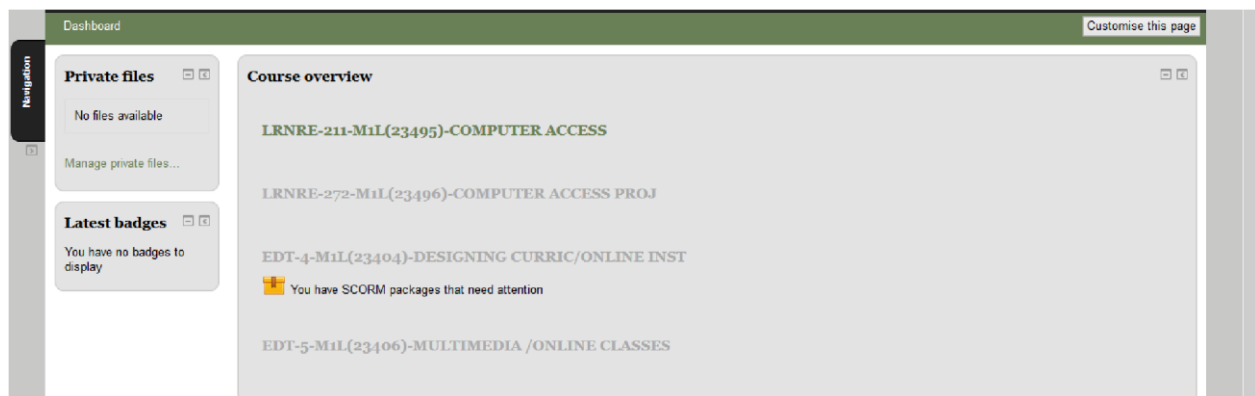 Dashboard
Customise this page
Navigation
Private files
No files available
Manage private files...
Latest badges
You have no badges to
display
Course overview
LRNRE-211-M1L(23495)-COMPUTER ACCESS
LRNRE-272-M1L(23496)-COMPUTER ACCESS PROJ
EDT-4-M1L(23404)-DESIGNING CURRIC/ONLINE INST
You have SCORM packages that need attention
EDT-5-M1L(23406)-MULTIMEDIA /ONLINE CLASSES